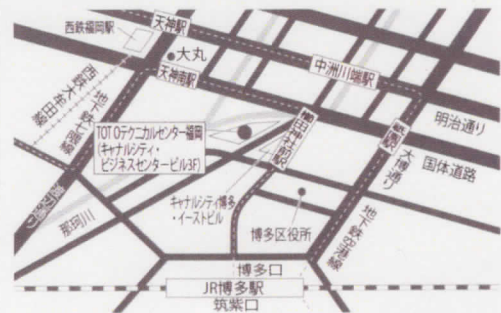 西鉄福岡駅
天神駅
大丸
天神南駅
中洲川端駅
西鉄大牟田線
地下鉄七隈線
TOTOテクニカルセンター福岡
(キャナルシティ・
ビジネスセンタービル3F)
櫛田神社前駅
祇園駅
明治通り
国体道路
大博通り
渡辺通り
那珂川
キャナルシティ博多
・イーストビル
博多区役所
地下鉄空港線
博多口
JR博多駅
筑紫口